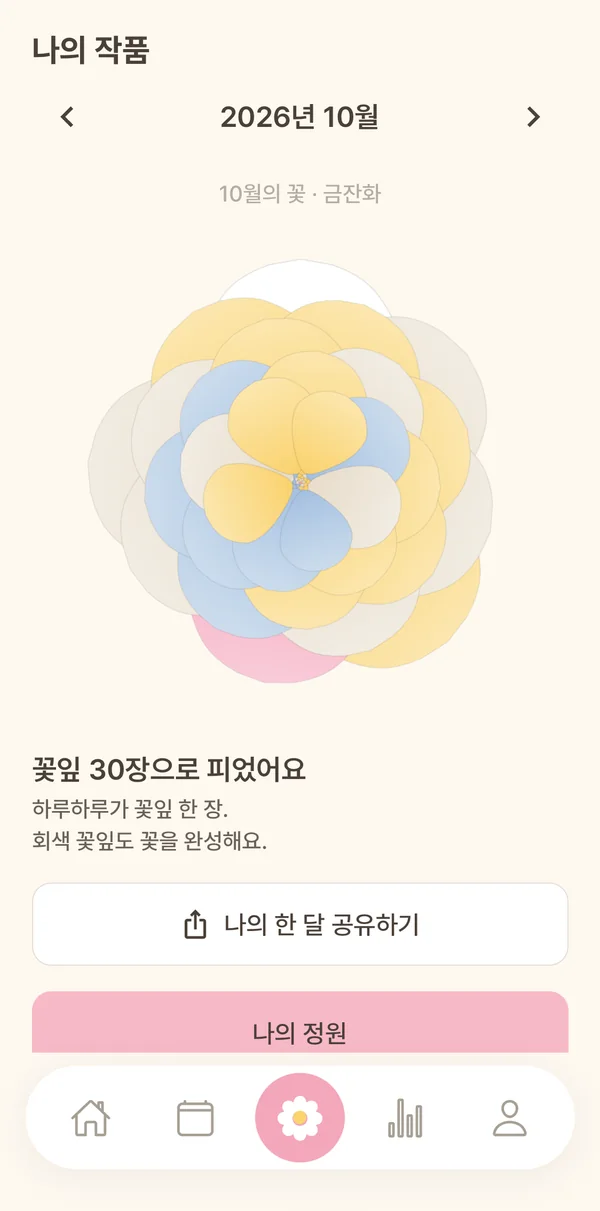 나의 작품
2026년 10월
10월의 꽃 · 금잔화
꽃잎 30장으로 피었어요
하루하루가 꽃잎 한 장.
회색 꽃잎도 꽃을 완성해요.
나의 한 달 공유하기
나의 정원